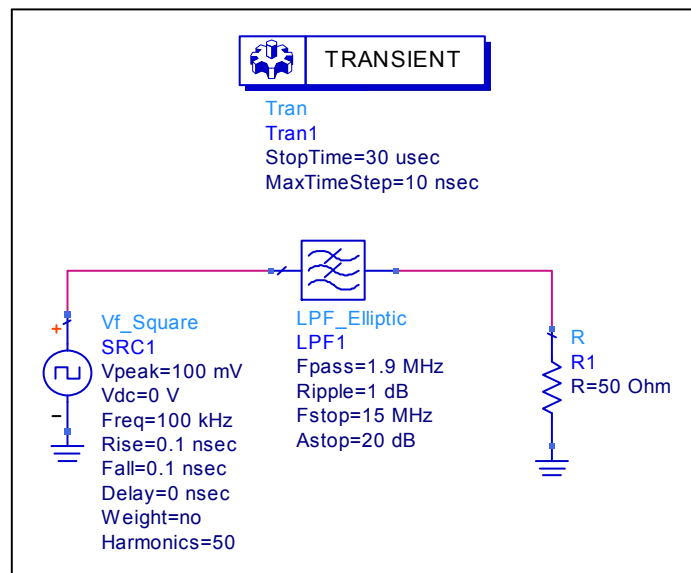 TRANSIENT
Tran
Tran1
StopTime=30 usec
MaxTimeStep=10 nsec
+
Vf_Square
SRC1
Vpeak=100 mV
Vdc=0 V
Freq=100 kHz
Rise=0.1 nsec
Fall=0.1 nsec
Delay=0 nsec
Weight=no
Harmonics=50
−
LPF_Elliptic
LPF1
Fpass=1.9 MHz
Ripple=1 dB
Fstop=15 MHz
Astop=20 dB
R
R1
R=50 Ohm